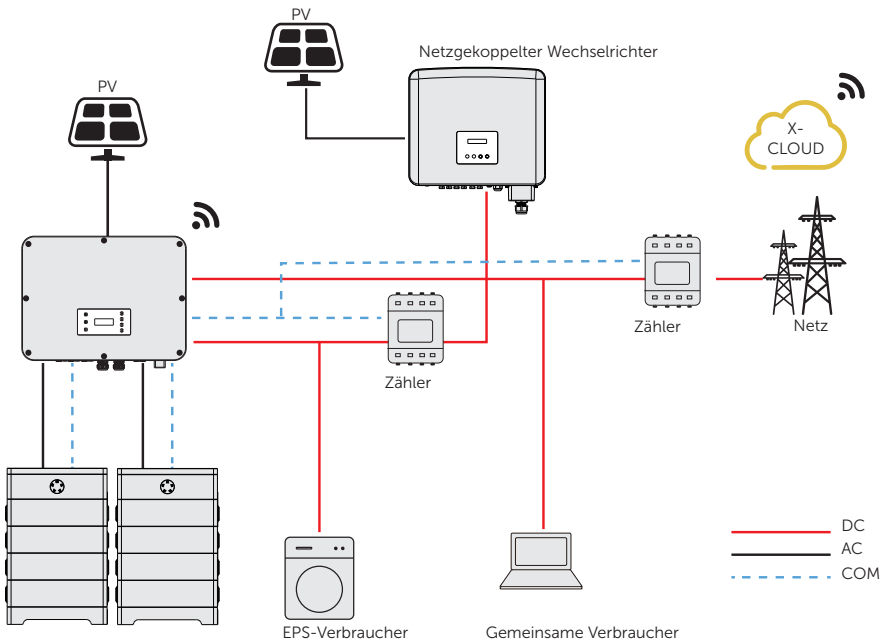 PV
Netzgekoppelter Wechselrichter
PV
X-
CLOUD
Zähler
Netz
Zähler
DC
AC
COM
EPS-Verbraucher
Gemeinsame Verbraucher